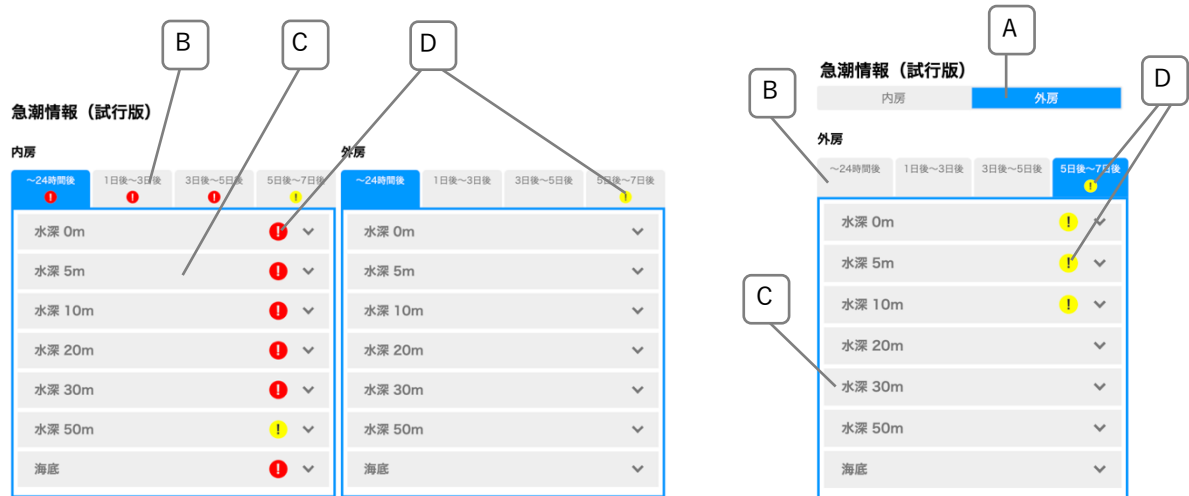 B
C
D
急潮情報（試行版）
内房
～24時間後 1日後～3日後 3日後～5日後 5日後～7日後
水深 0m
水深 5m
水深 10m
水深 20m
水深 30m
水深 50m
海底
外房
～24時間後 1日後～3日後 3日後～5日後 5日後～7日後
水深 0m
水深 5m
水深 10m
水深 20m
水深 30m
水深 50m
海底
A
B
D
急潮情報（試行版）
内房 外房
外房
～24時間後 1日後～3日後 3日後～5日後 5日後～7日後
水深 0m
水深 5m
水深 10m
C
水深 20m
水深 30m
水深 50m
海底